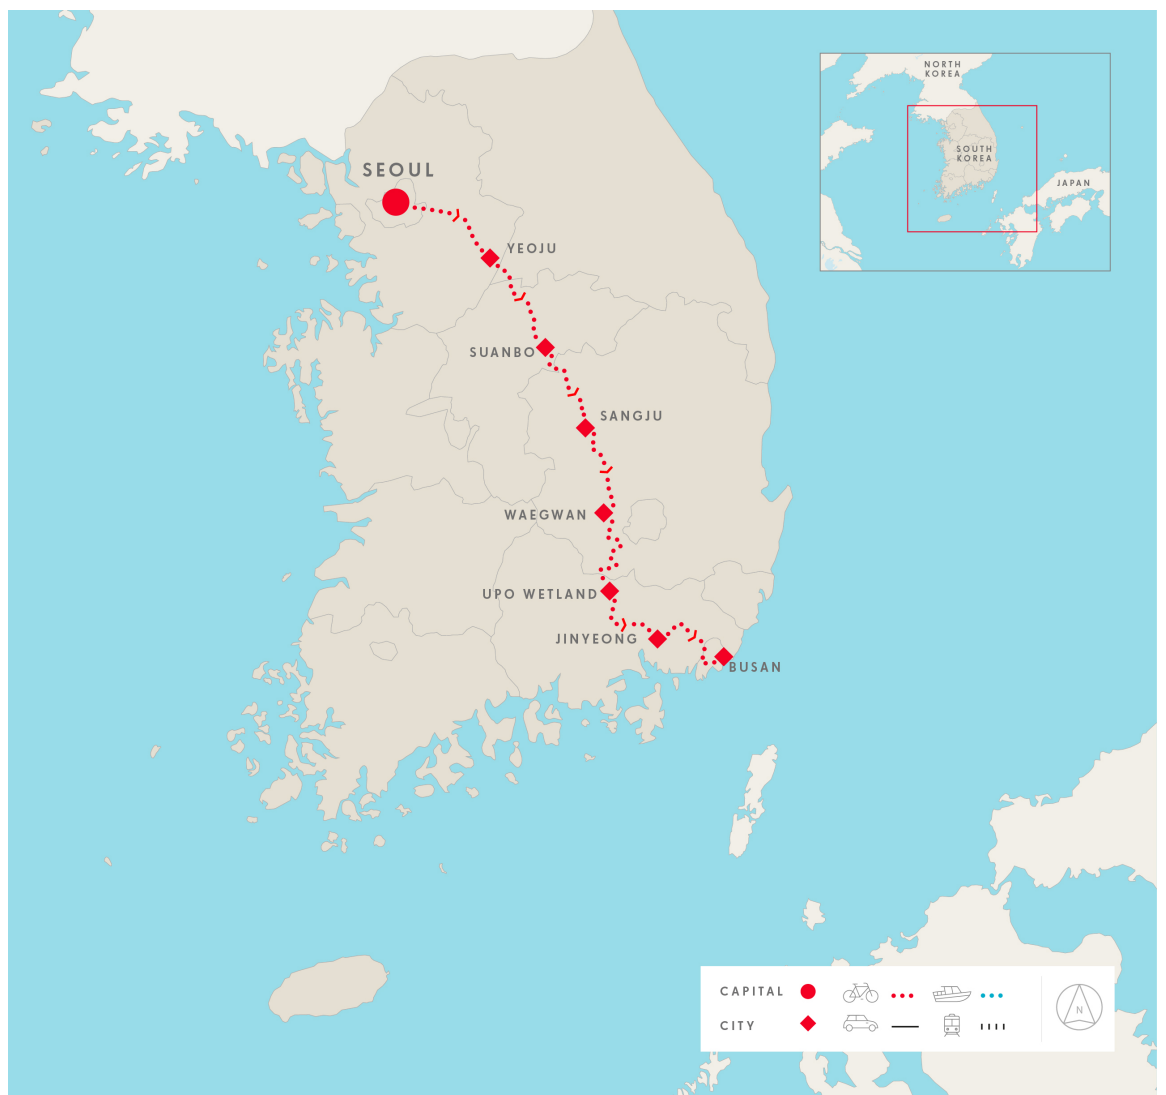 NORTH
KOREA
SOUTH
KOREA
JAPAN
SEOUL
YEOJU
SUANBO
SANGJU
WAEGWAN
UPO WETLAND
JINYEONG
BUSAN
CAPITAL
CITY
N